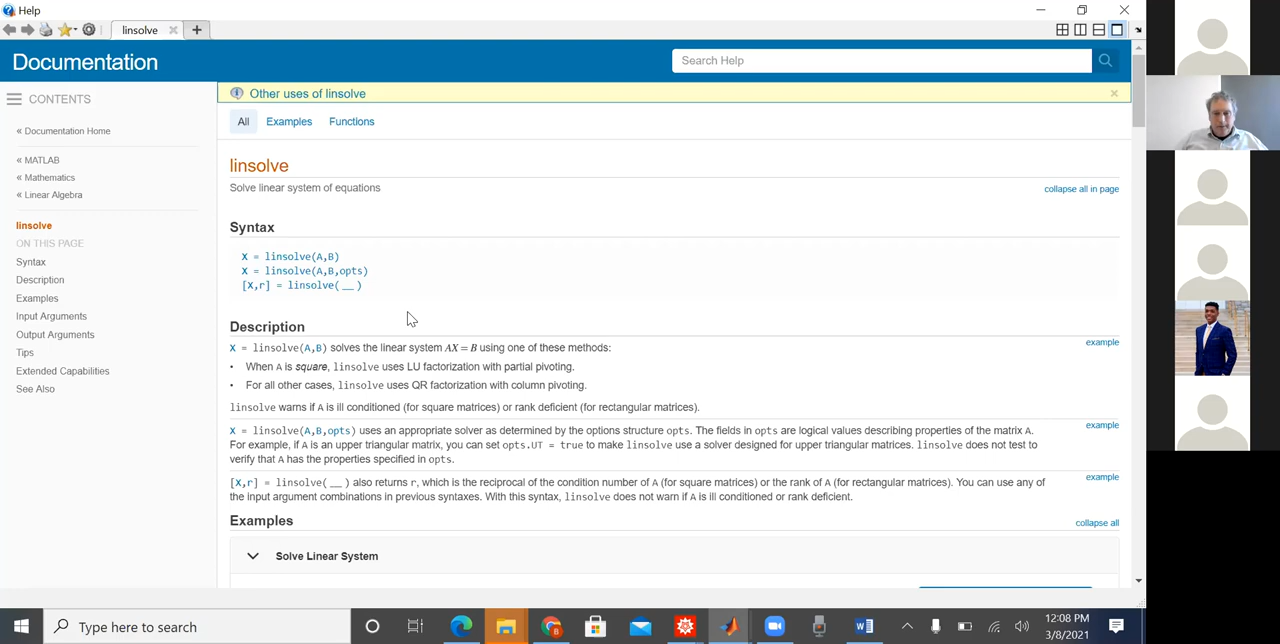 Help
linsolve
Documentation
Search Help
CONTENTS
« Documentation Home
« MATLAB
« Mathematics
« Linear Algebra
linsolve
ON THIS PAGE
Syntax
Description
Examples
Input Arguments
Output Arguments
Tips
Extended Capabilities
See Also
Other uses of linsolve
All Examples Functions
linsolve
Solve linear system of equations
collapse all in page
Syntax
X = linsolve(A,B)
X = linsolve(A,B,opts)
[X,r] = linsolve( __ )
Description
X = linsolve(A,B) solves the linear system AX = B using one of these methods:
example
• When A is square, linsolve uses LU factorization with partial pivoting.
• For all other cases, linsolve uses QR factorization with column pivoting.
linsolve warns if A is ill conditioned (for square matrices) or rank deficient (for rectangular matrices).
X = linsolve(A,B,opts) uses an appropriate solver as determined by the options structure opts. The fields in opts are logical values describing properties of the matrix A.
example
For example, if A is an upper triangular matrix, you can set opts.UT = true to make linsolve use a solver designed for upper triangular matrices. linsolve does not test to
verify that A has the properties specified in opts.
[X,r] = linsolve( __ ) also returns r, which is the reciprocal of the condition number of A (for square matrices) or the rank of A (for rectangular matrices). You can use any of
example
the input argument combinations in previous syntaxes. With this syntax, linsolve does not warn if A is ill conditioned or rank deficient.
Examples
collapse all
Solve Linear System
Type here to search
12:08 PM
3/8/2021